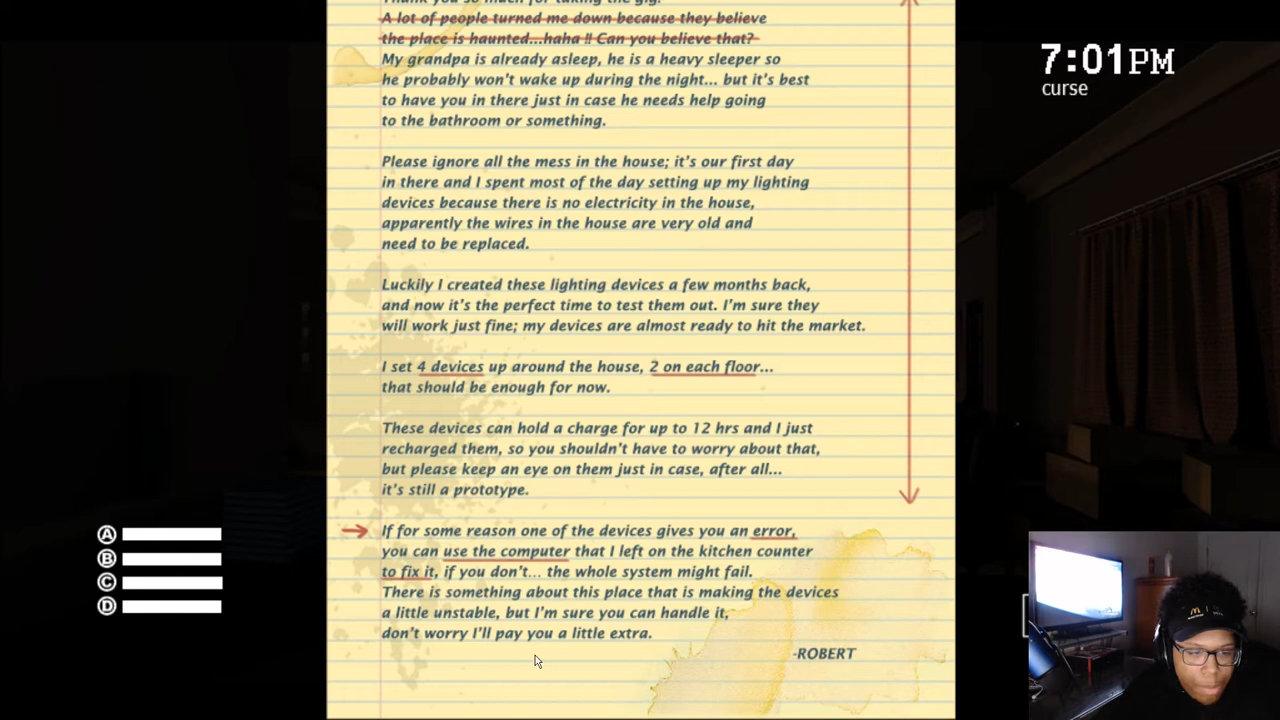 Thank you so much for taking the gig.
A lot of people turned me down because they believe
the place is haunted...haha !! Can you believe that?
My grandpa is already asleep, he is a heavy sleeper so
he probably won't wake up during the night... but it's best
to have you in there just in case he needs help going
to the bathroom or something.
Please ignore all the mess in the house; it's our first day
in there and I spent most of the day setting up my lighting
devices because there is no electricity in the house,
apparently the wires in the house are very old and
need to be replaced.
Luckily I created these lighting devices a few months back,
and now it's the perfect time to test them out. I'm sure they
will work just fine; my devices are almost ready to hit the market.
I set 4 devices up around the house, 2 on each floor...
that should be enough for now.
These devices can hold a charge for up to 12 hrs and I just
recharged them, so you shouldn't have to worry about that,
but please keep an eye on them just in case, after all...
it's still a prototype.
If for some reason one of the devices gives you an error,
you can use the computer that I left on the kitchen counter
to fix it, if you don't... the whole system might fail.
There is something about this place that is making the devices
a little unstable, but I'm sure you can handle it,
don't worry I'll pay you a little extra.
-ROBERT
7:01PM
curse
A
B
C
D